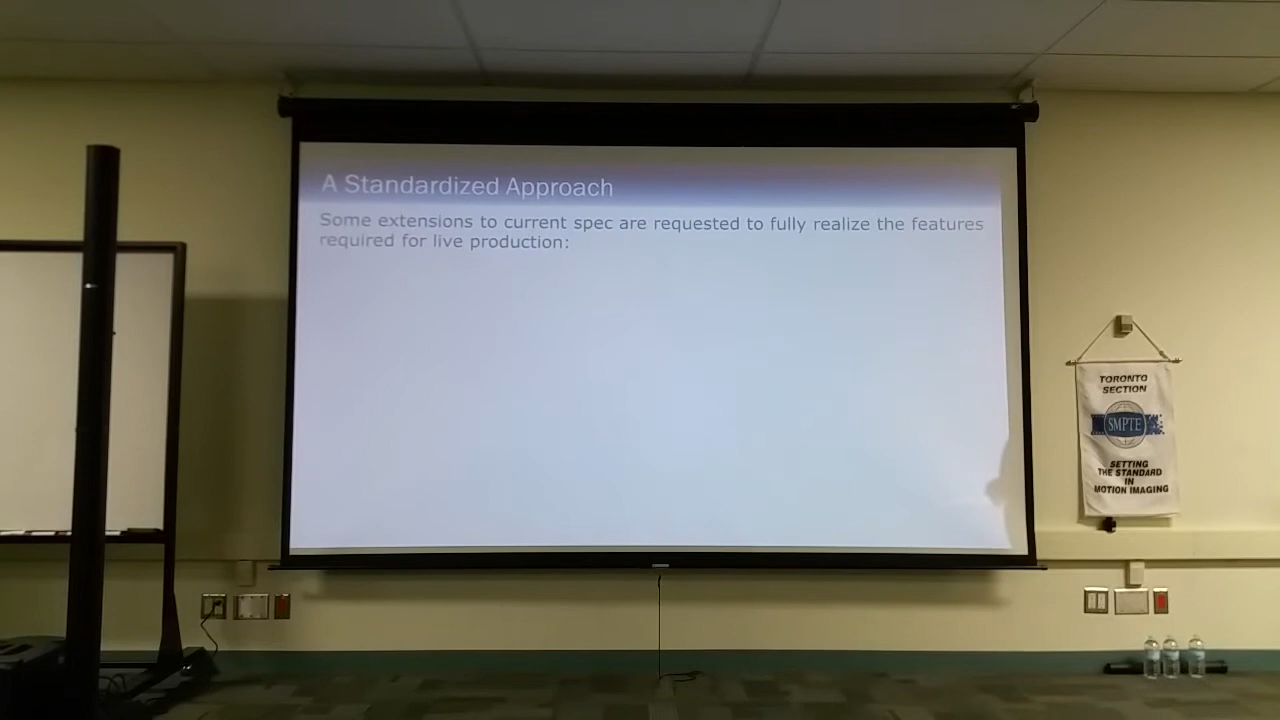 A Standardized Approach
Some extensions to current spec are requested to fully realize the features
required for live production:
TORONTO
SECTION
SMPTE
SETTING
THE STANDARD
IN
MOTION IMAGING